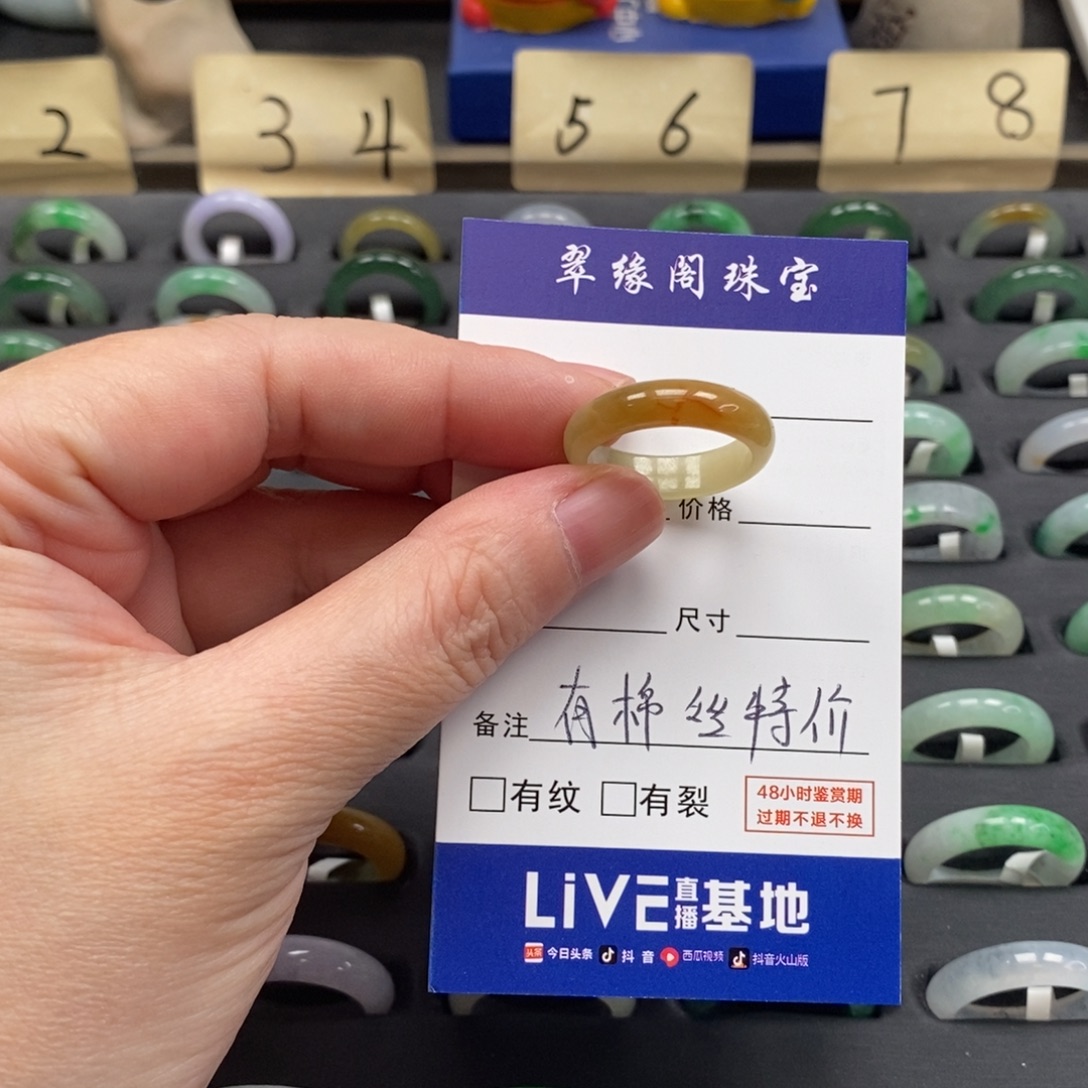 2
3 4
5 6
7 8
翠缘阁珠宝
价格
尺寸
备注 有棉丝特价
□有纹 □有裂
48小时鉴赏期
过期不退不换
LiVE直播基地
头条 今日头条 抖音 西瓜视频 抖音火山版